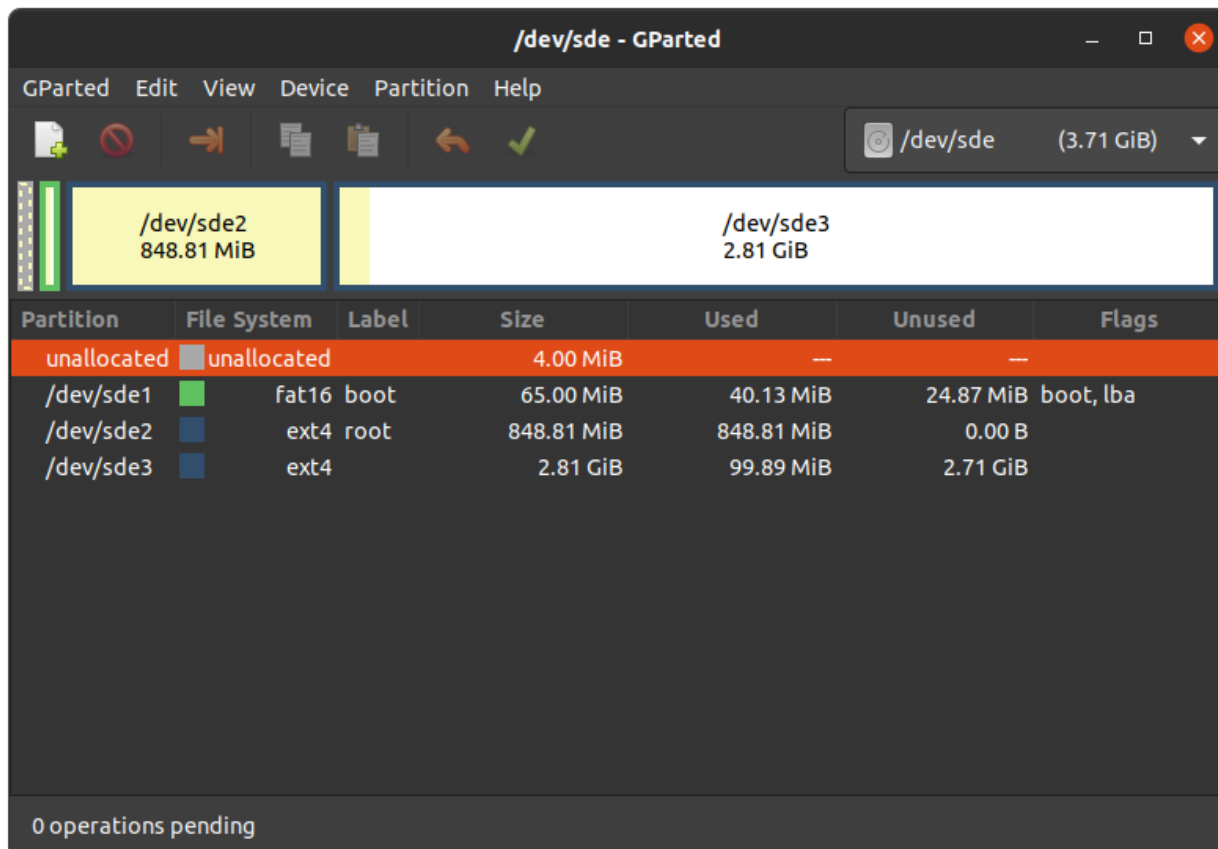 /dev/sde - GParted
GParted Edit View Device Partition Help
/dev/sde (3.71 GiB)
/dev/sde2
848.81 MiB
/dev/sde3
2.81 GiB
Partition File System Label Size Used Unused Flags
unallocated unallocated 4.00 MiB --- ---
/dev/sde1 fat16 boot 65.00 MiB 40.13 MiB 24.87 MiB boot, lba
/dev/sde2 ext4 root 848.81 MiB 848.81 MiB 0.00 B
/dev/sde3 ext4 2.81 GiB 99.89 MiB 2.71 GiB
0 operations pending